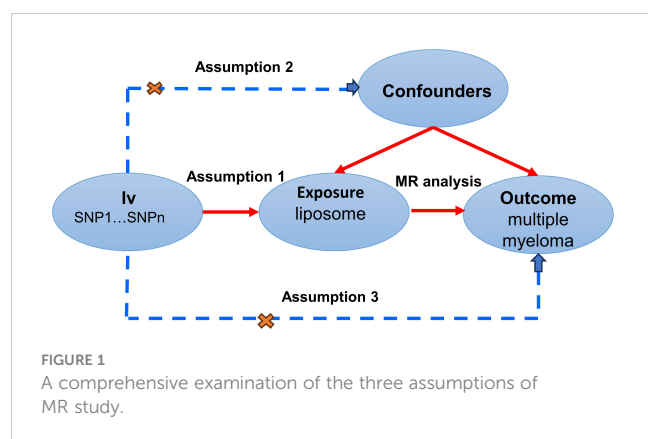 Assumption 2
Confounders
Assumption 1
MR analysis
Iv
SNP1...SNPn
Exposure
liposome
Outcome
multiple
myeloma
Assumption 3
FIGURE 1
A comprehensive examination of the three assumptions of
MR study.